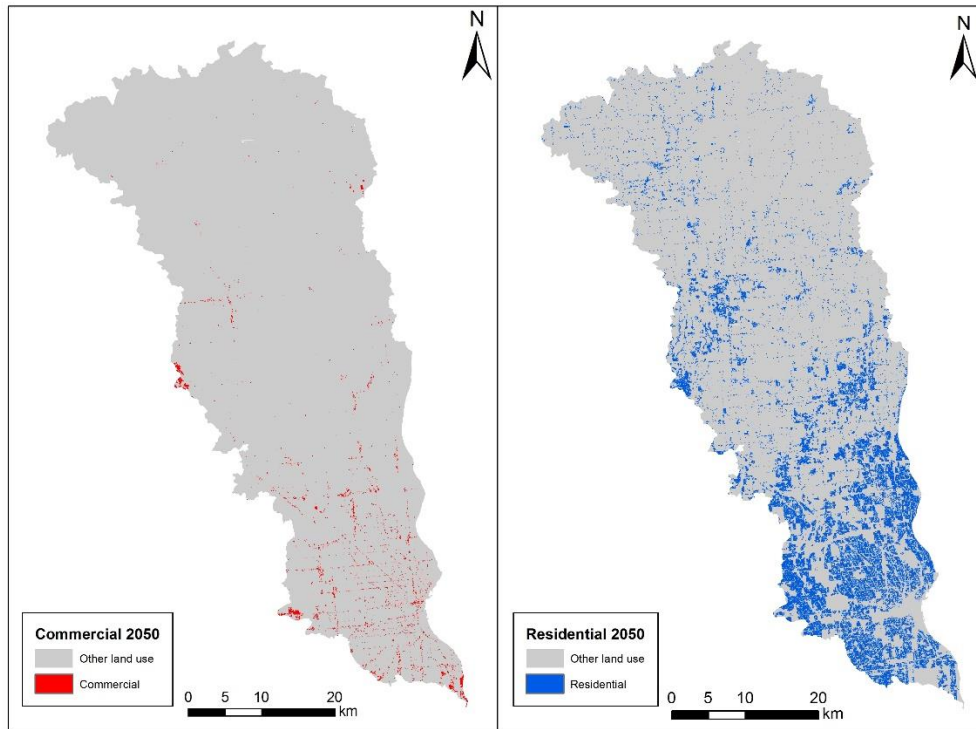 N
Commercial 2050
Other land use
Commercial
0 5 10 20
km
N
Residential 2050
Other land use
Residential
0 5 10 20
km